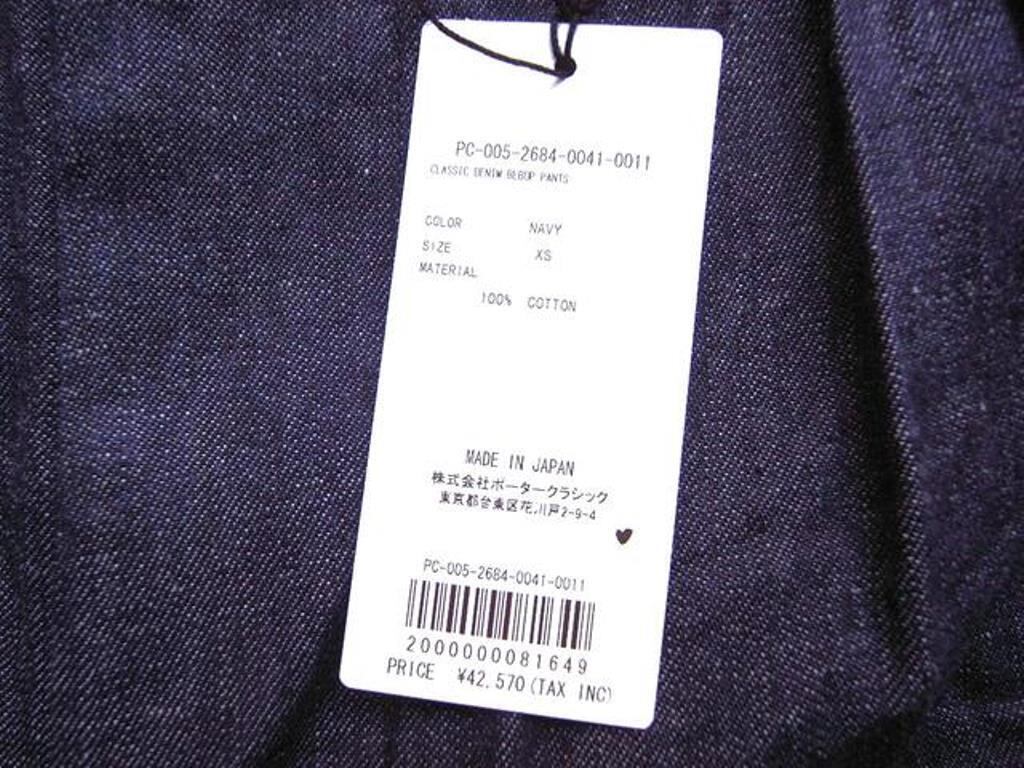 PC-005-2684-0041-0011
CLASSIC DENIM BEBOP PANTS
COLOR NAVY
SIZE XS
MATERIAL
100% COTTON
MADE IN JAPAN
株式会社ポータークラシック
東京都台東区花川戸2-9-4
PC-005-2684-0041-0011
2000000081649
PRICE ¥42,570(TAX INC)